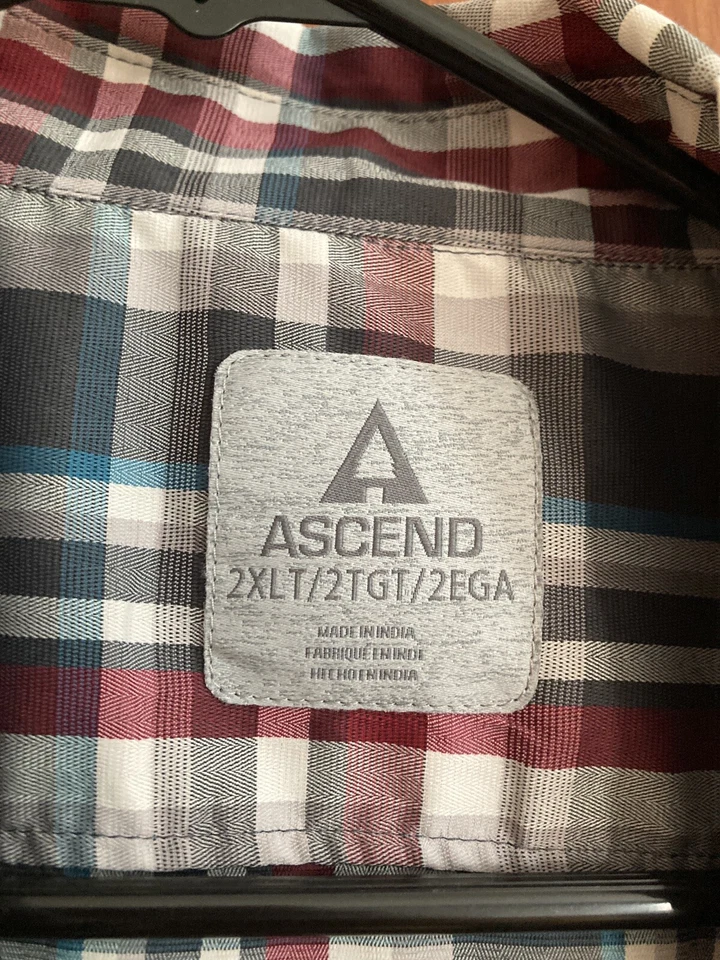 ASCEND
2XLT/2TGT/2EGA
MADE IN INDIA
FABRIQUÉ EN INDE
HECHO EN INDIA